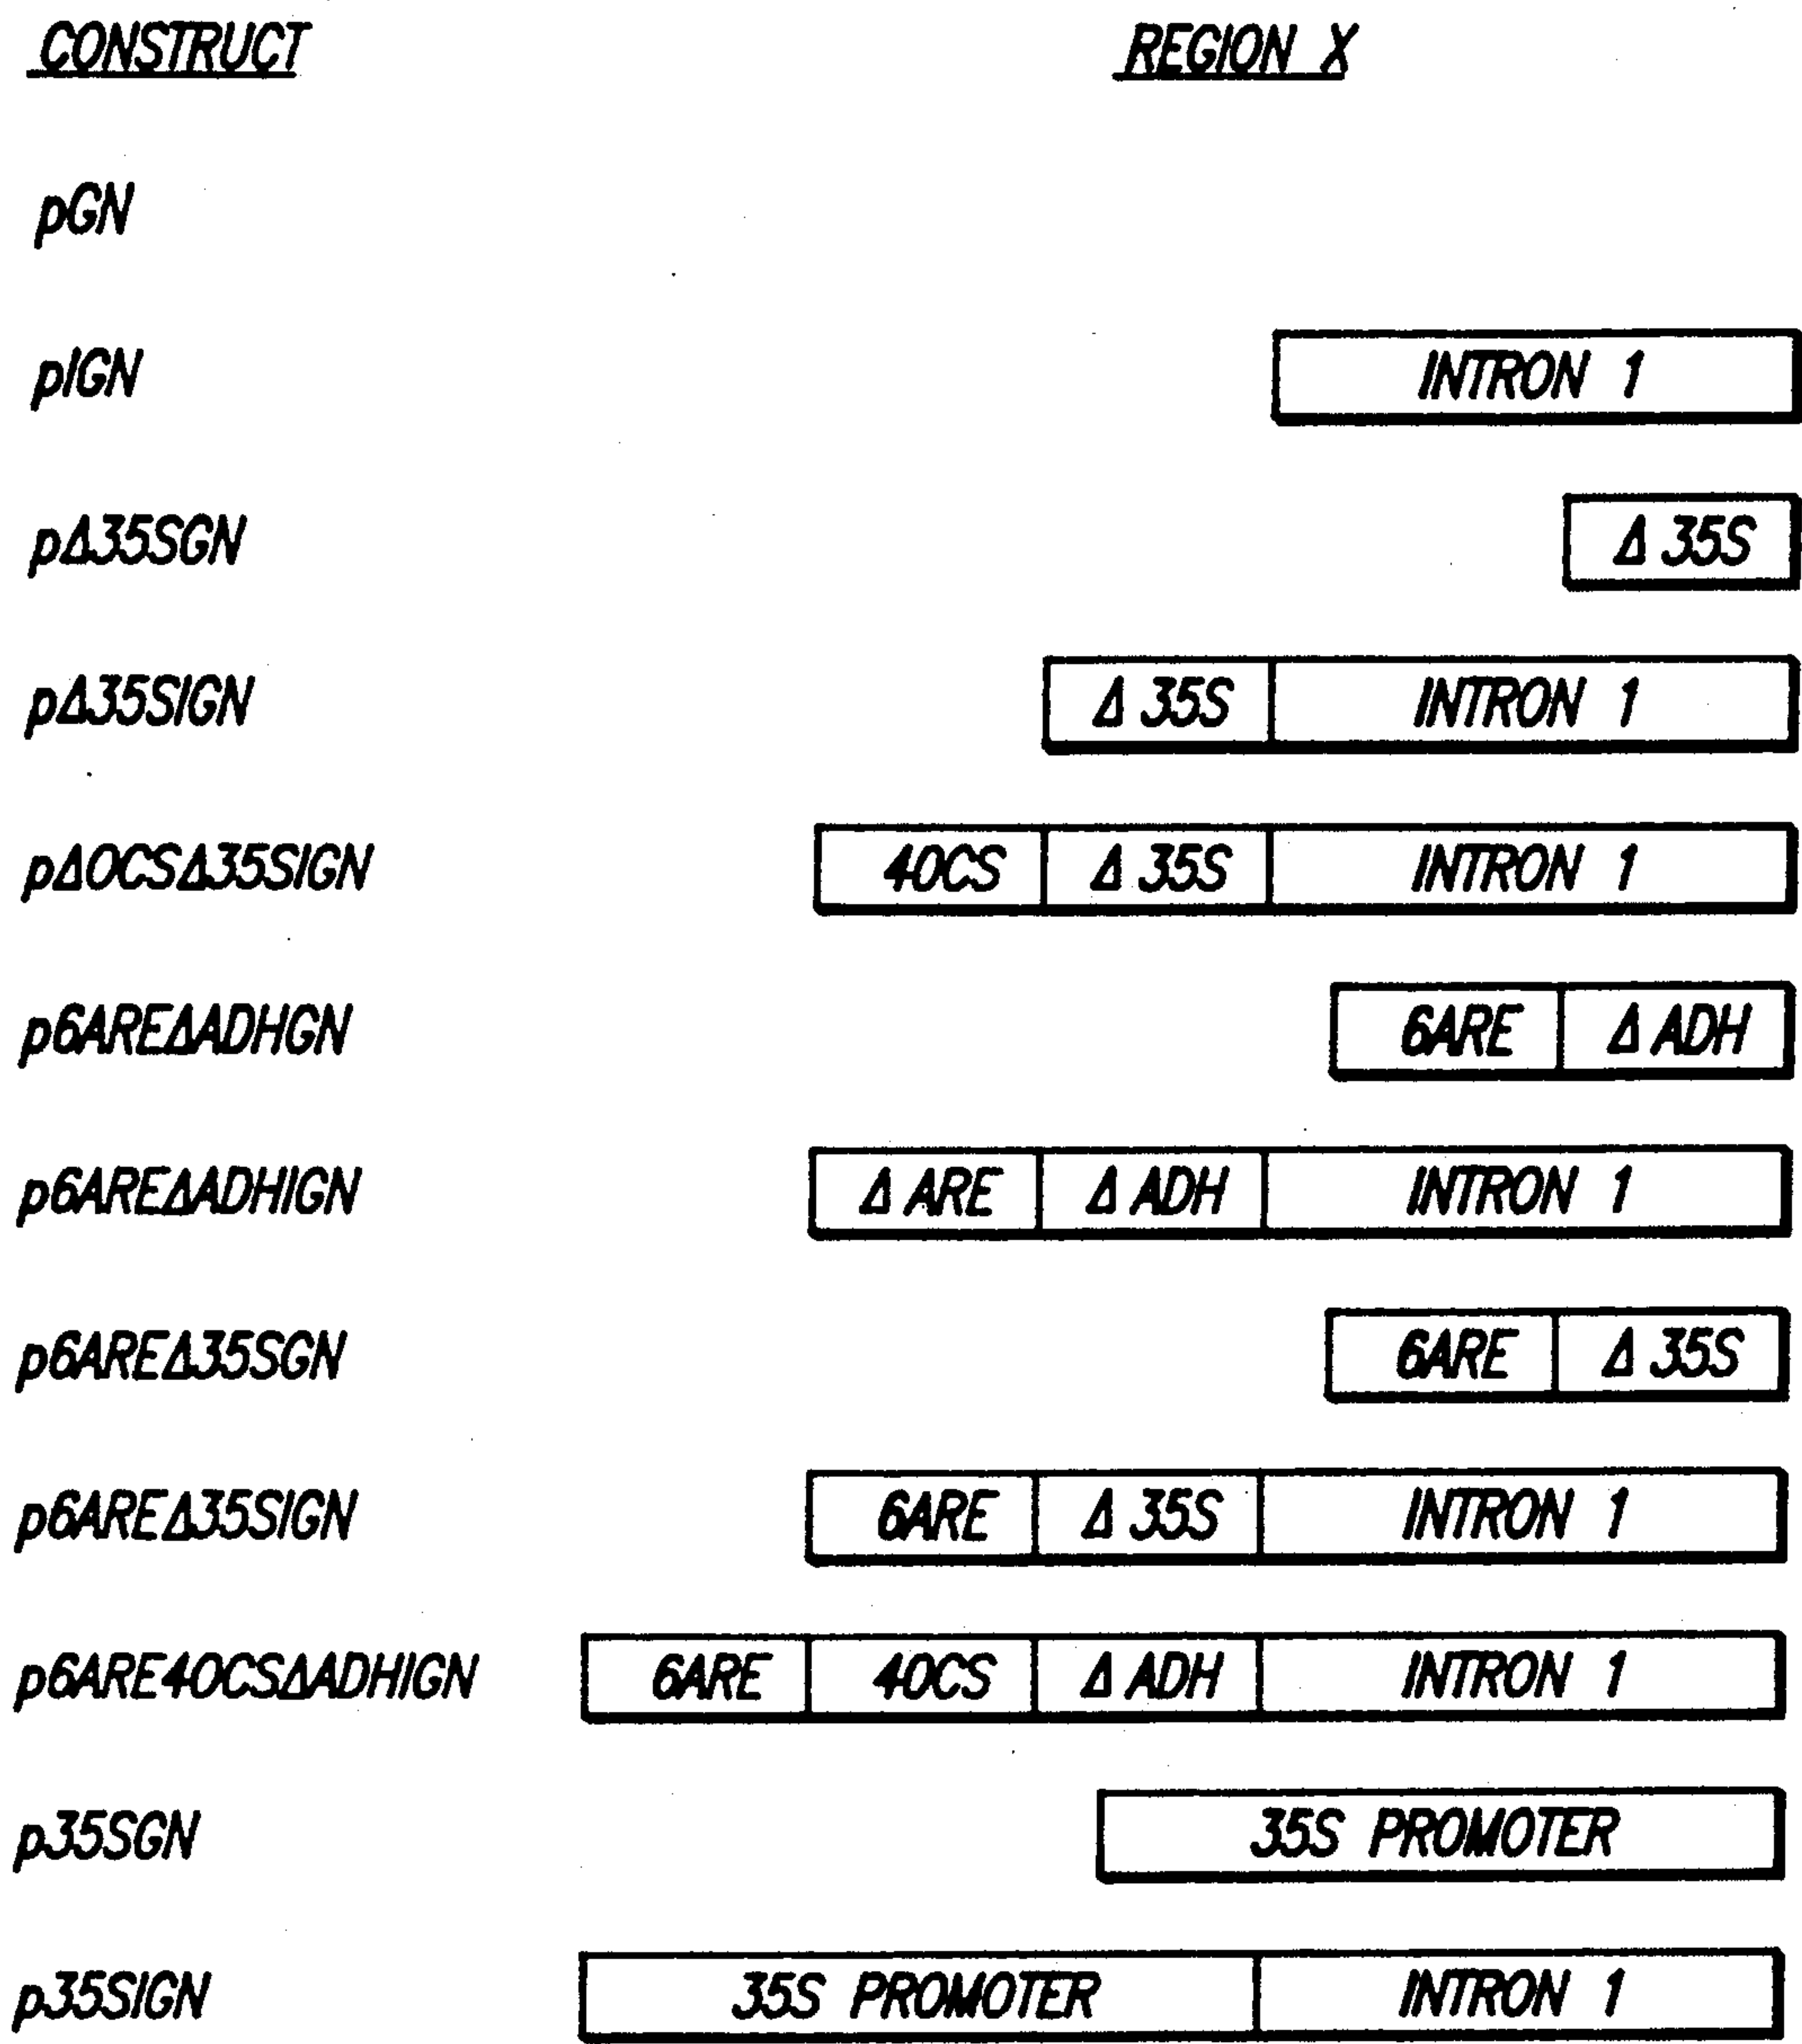 CONSTRUCT REGION X
pGN
pIGN INTRON 1
pΔ35SGN Δ 35S
pΔ35SIGN Δ 35S INTRON 1
pΔOCSΔ35SIGN 4OCS Δ 35S INTRON 1
p6AREΔADHGN 6ARE Δ ADH
p6AREΔADHIGN Δ ARE Δ ADH INTRON 1
p6AREΔ35SGN 6ARE Δ 35S
p6AREΔ35SIGN 6ARE Δ 35S INTRON 1
p6ARE4OCSΔADHIGN 6ARE 4OCS Δ ADH INTRON 1
p35SGN 35S PROMOTER
p35SIGN 35S PROMOTER INTRON 1